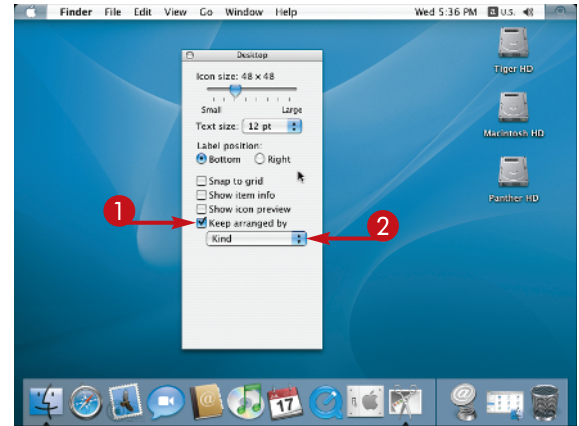 Finder File Edit View Go Window Help Wed 5:36 PM U.S.
Desktop
Icon size: 48 × 48
Small Large
Text size: 12 pt
Label position:
Bottom Right
Snap to grid
Show item info
Show icon preview
Keep arranged by
Kind
1
2
Tiger HD
Macintosh HD
Panther HD
17